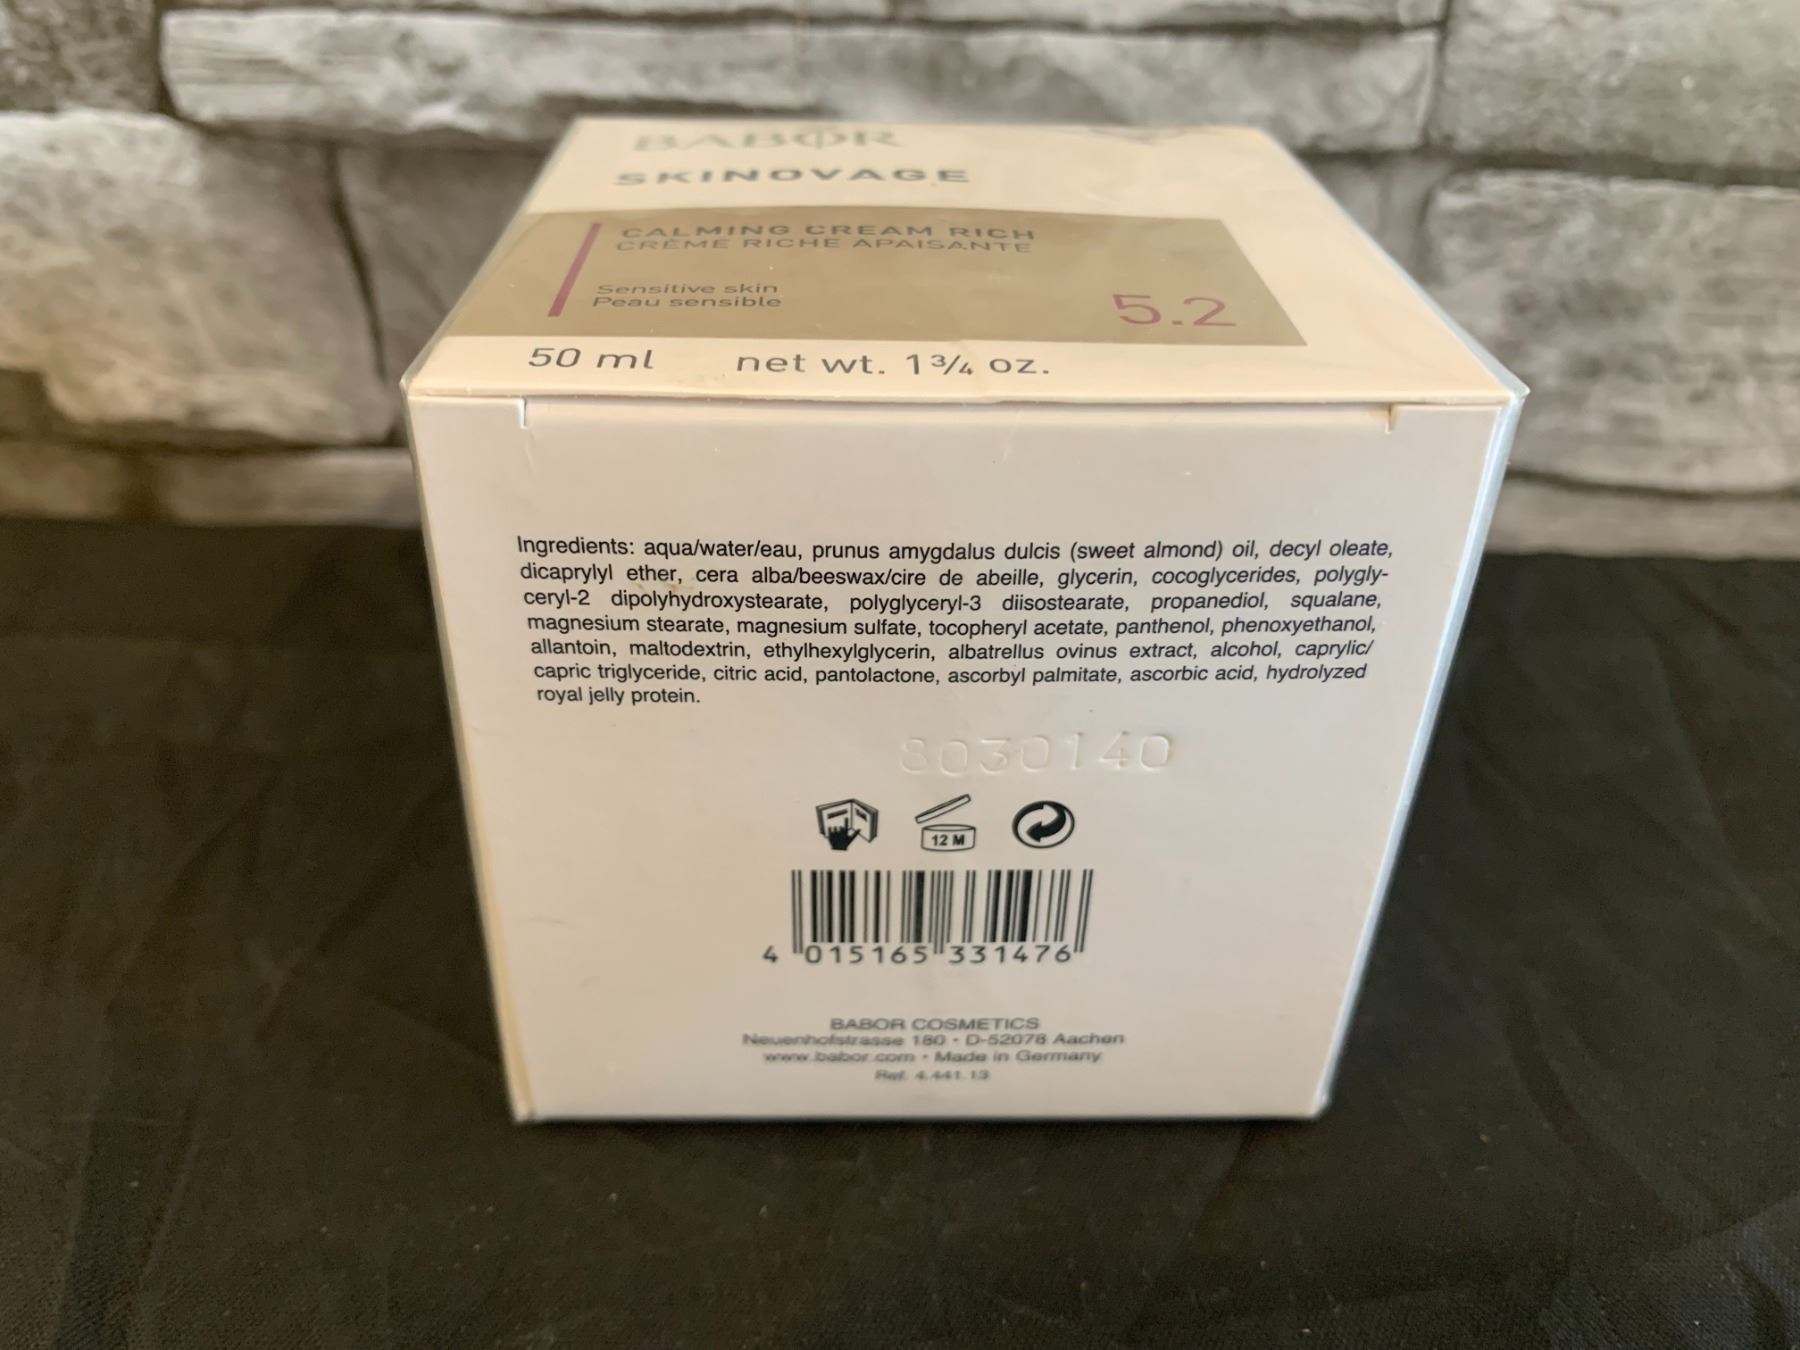 BABOR
SKINOVAGE
CALMING CREAM RICH
CRÈME RICHE APAISANTE
Sensitive skin
Peau sensible
5.2
50 ml net wt. 1 3/4 oz.
Ingredients: aqua/water/eau, prunus amygdalus dulcis (sweet almond) oil, decyl oleate,
dicaprylyl ether, cera alba/beeswax/cire de abeille, glycerin, cocoglycerides, polygly-
ceryl-2 dipolyhydroxystearate, polyglyceryl-3 diisostearate, propanediol, squalane,
magnesium stearate, magnesium sulfate, tocopheryl acetate, panthenol, phenoxyethanol,
allantoin, maltodextrin, ethylhexylglycerin, albatrellus ovinus extract, alcohol, caprylic/
capric triglyceride, citric acid, pantolactone, ascorbyl palmitate, ascorbic acid, hydrolyzed
royal jelly protein.
8030140
12 M
4 015165 331476
BABOR COSMETICS
Neuenhofstrasse 180 · D-52078 Aachen
www.babor.com · Made in Germany
Ref. 4.441.13